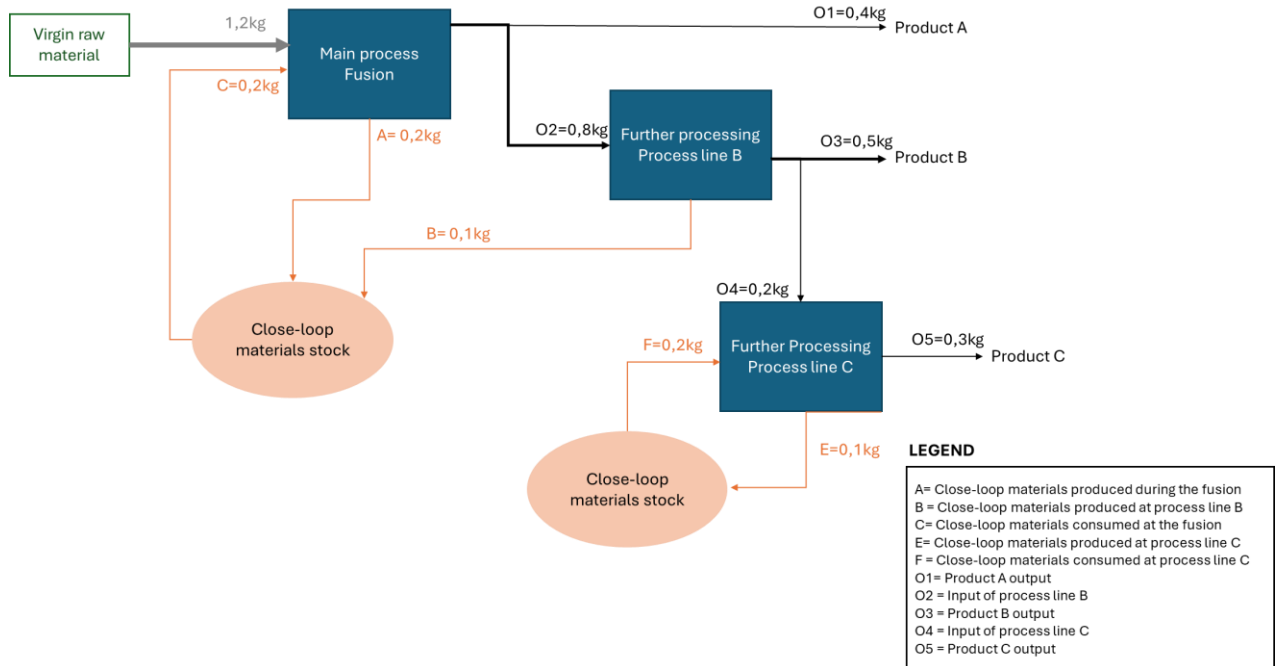 Virgin raw
material
1,2kg
C=0,2kg
Main process
Fusion
A= 0,2kg
O1=0,4kg
Product A
O2=0,8kg
Further processing
Process line B
O3=0,5kg
Product B
B= 0,1kg
Close-loop
materials stock
O4=0,2kg
F=0,2kg
Further Processing
Process line C
O5=0,3kg
Product C
E=0,1kg
Close-loop
materials stock
LEGEND
A= Close-loop materials produced during the fusion
B = Close-loop materials produced at process line B
C= Close-loop materials consumed at the fusion
E= Close-loop materials produced at process line C
F = Close-loop materials consumed at process line C
O1= Product A output
O2 = Input of process line B
O3 = Product B output
O4 = Input of process line C
O5 = Product C output